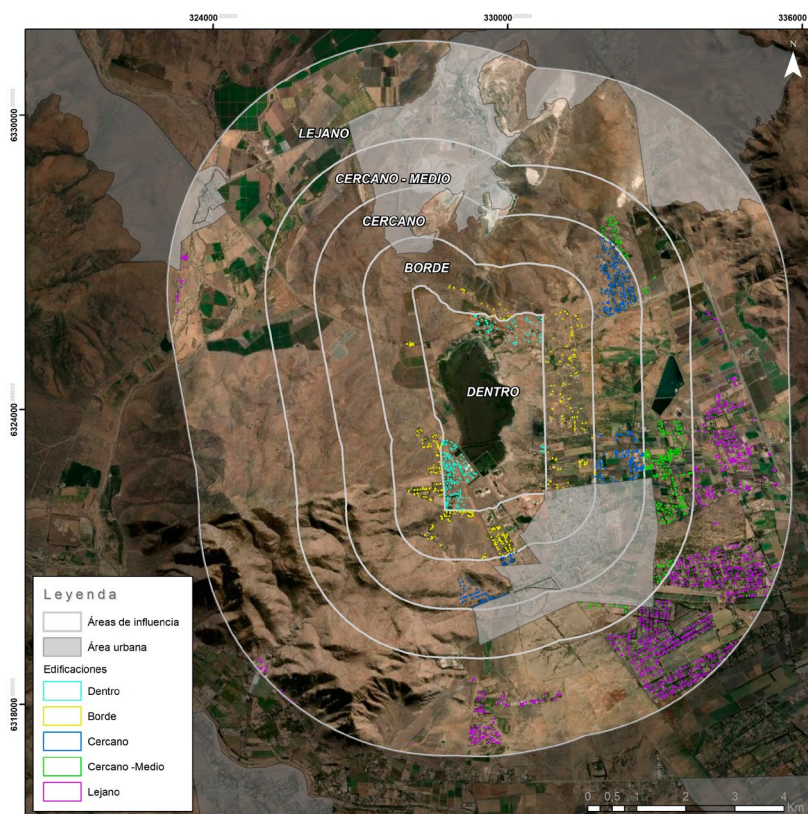 324000 330000 336000
N
6330000
LEJANO
CERCANO - MEDIO
CERCANO
BORDE
6324000
DENTRO
Leyenda
Áreas de influencia
Área urbana
Edificaciones
Dentro
Borde
Cercano
Cercano -Medio
Lejano
6318000
0 0,5 1 2 3 4
Km